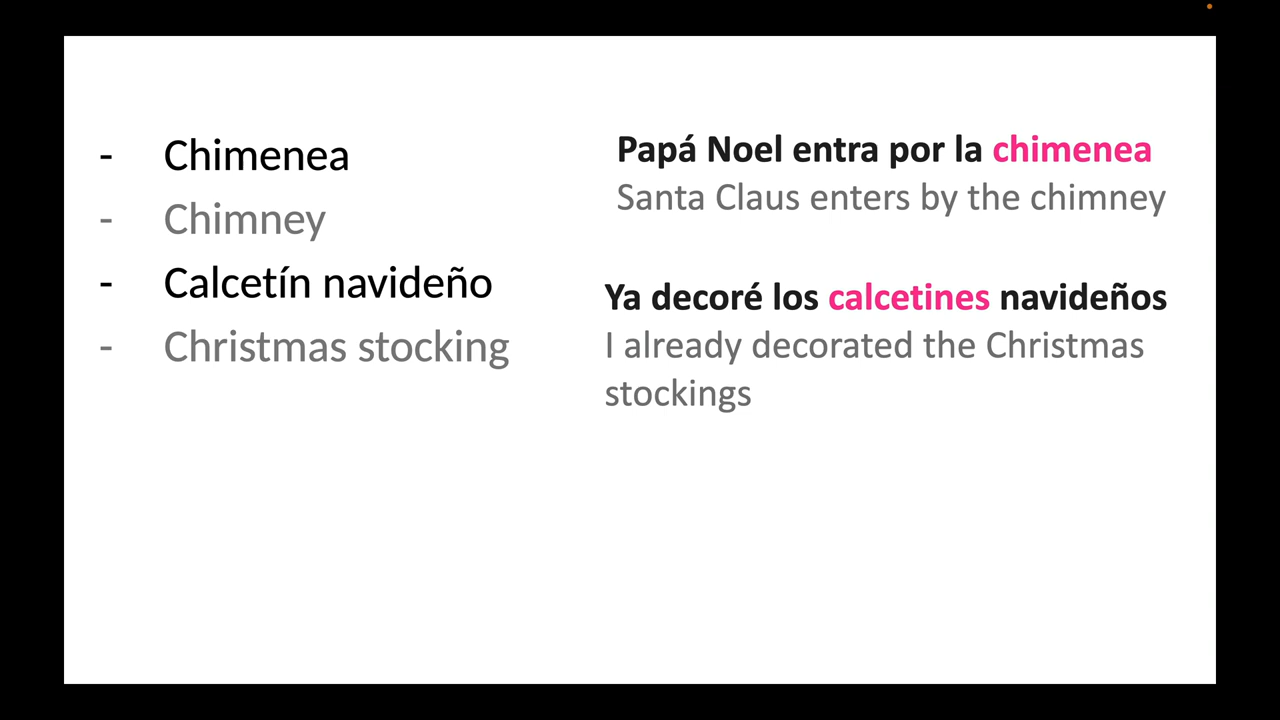 - Chimenea
- Chimney
- Calcetín navideño
- Christmas stocking
Papá Noel entra por la chimenea
Santa Claus enters by the chimney
Ya decoré los calcetines navideños
I already decorated the Christmas
stockings